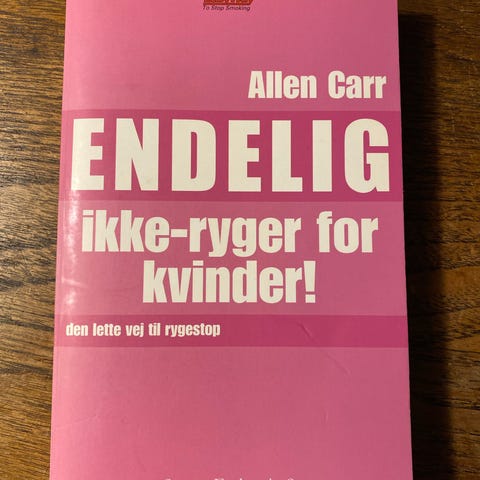 To Stop Smoking
Allen Carr
ENDELIG
ikke-ryger for
kvinder!
den lette vej til rygestop